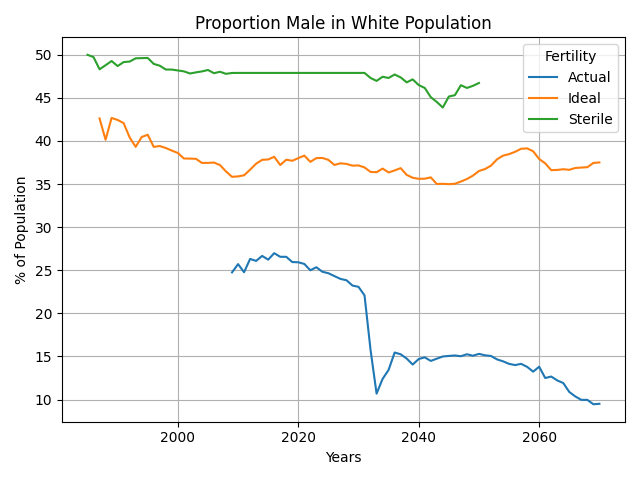 Proportion Male in White Population
% of Population
50
45
40
35
30
25
20
15
10
Fertility
Actual
Ideal
Sterile
2000
2020
2040
2060
Years